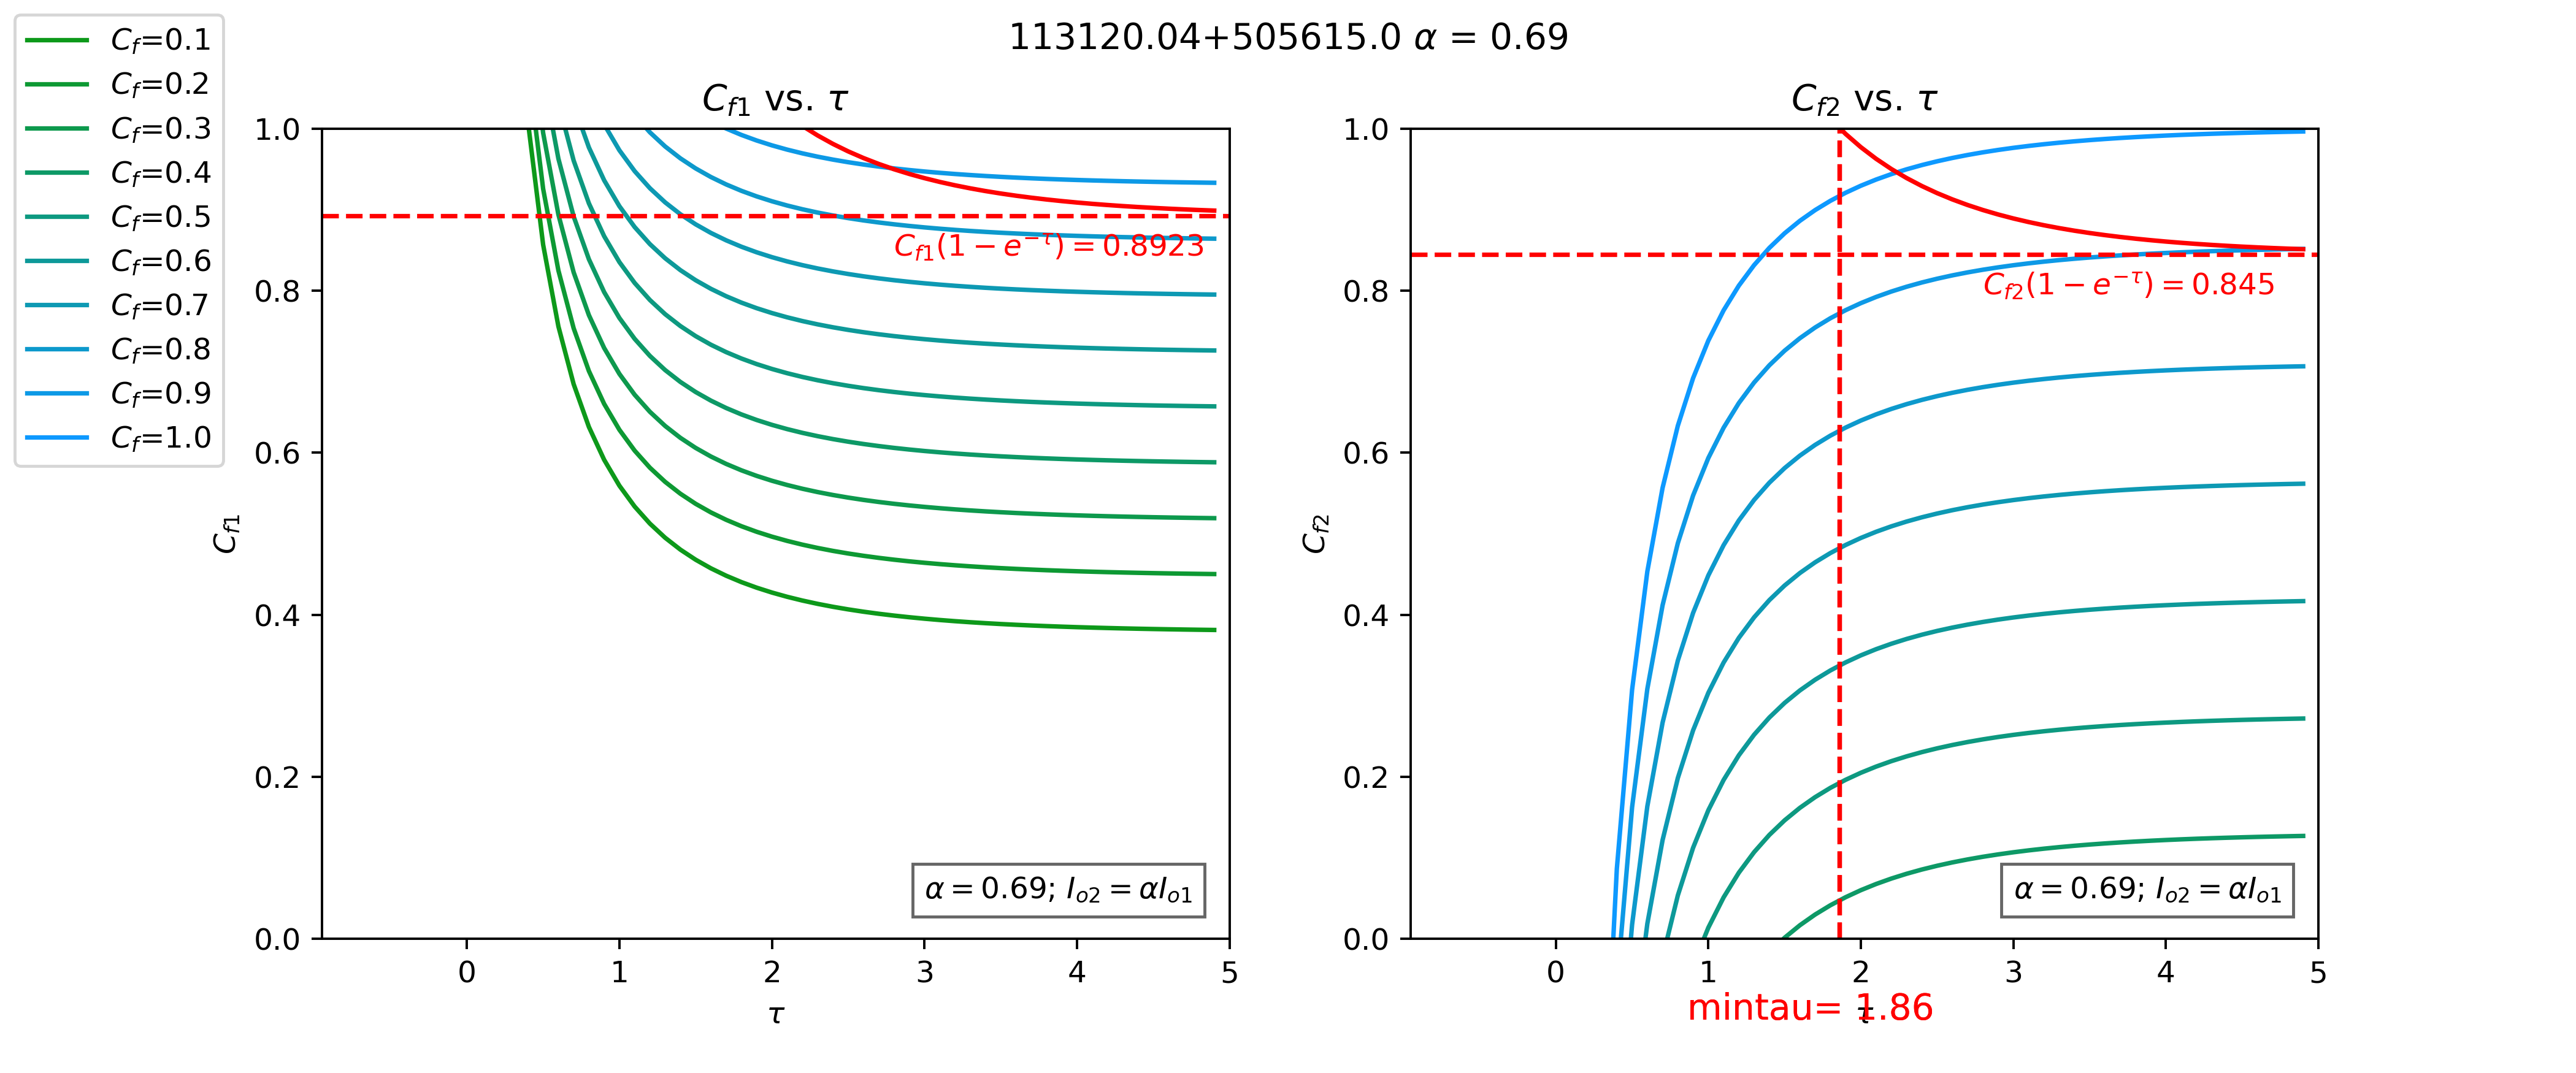 113120.04+505615.0 α = 0.69
C_f=0.1
C_f=0.2
C_f=0.3
C_f=0.4
C_f=0.5
C_f=0.6
C_f=0.7
C_f=0.8
C_f=0.9
C_f=1.0
C_f1 vs. τ
1.0
0.8
0.6
0.4
0.2
0.0
C_f1
C_f1(1 − e^−τ) = 0.8923
α = 0.69; I_o2 = αI_o1
0
1
2
3
4
5
τ
C_f2 vs. τ
1.0
0.8
0.6
0.4
0.2
0.0
C_f2
C_f2(1 − e^−τ) = 0.845
α = 0.69; I_o2 = αI_o1
0
1
2
3
4
5
τ
mintau= 1.86